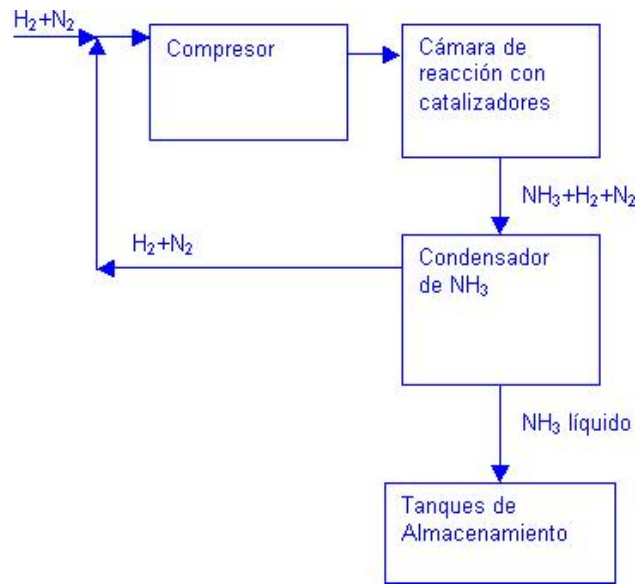 H₂+N₂
Compresor
Cámara de
reacción con
catalizadores
NH₃+H₂+N₂
H₂+N₂
Condensador
de NH₃
NH₃ líquido
Tanques de
Almacenamiento